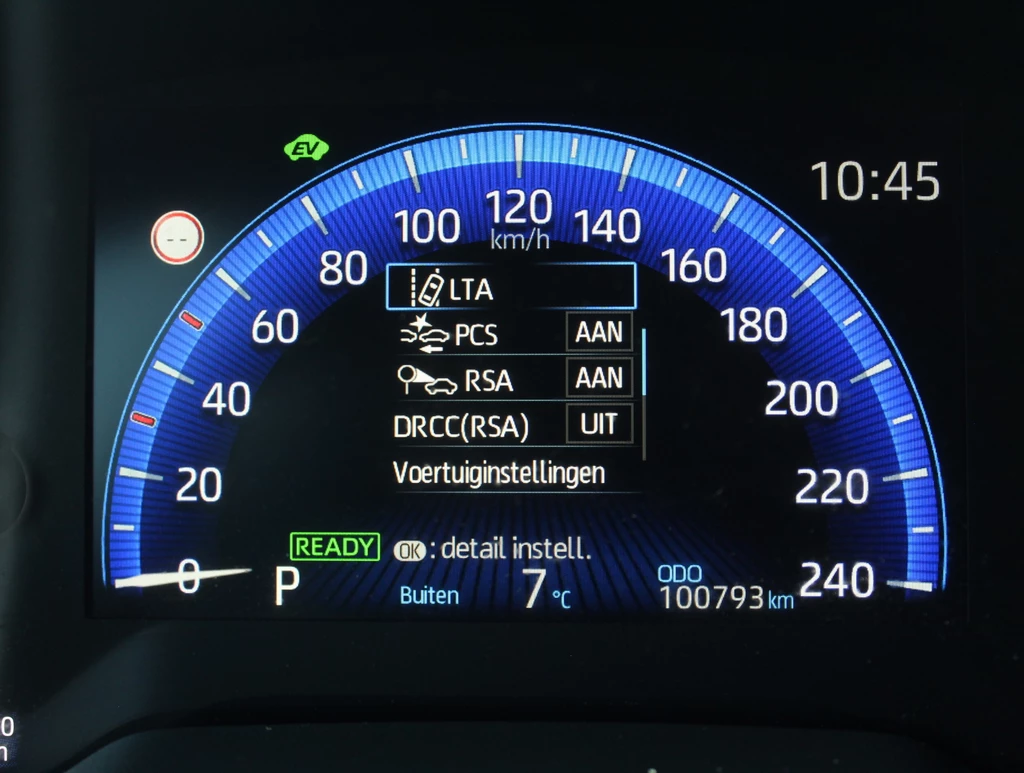 EV
10:45
--
0
20
40
60
80
100
120
140
160
180
200
220
240
km/h
LTA
PCS AAN
RSA AAN
DRCC(RSA) UIT
Voertuiginstellingen
READY
OK : detail instell.
P
Buiten 7 °C
ODO
100793 km
0